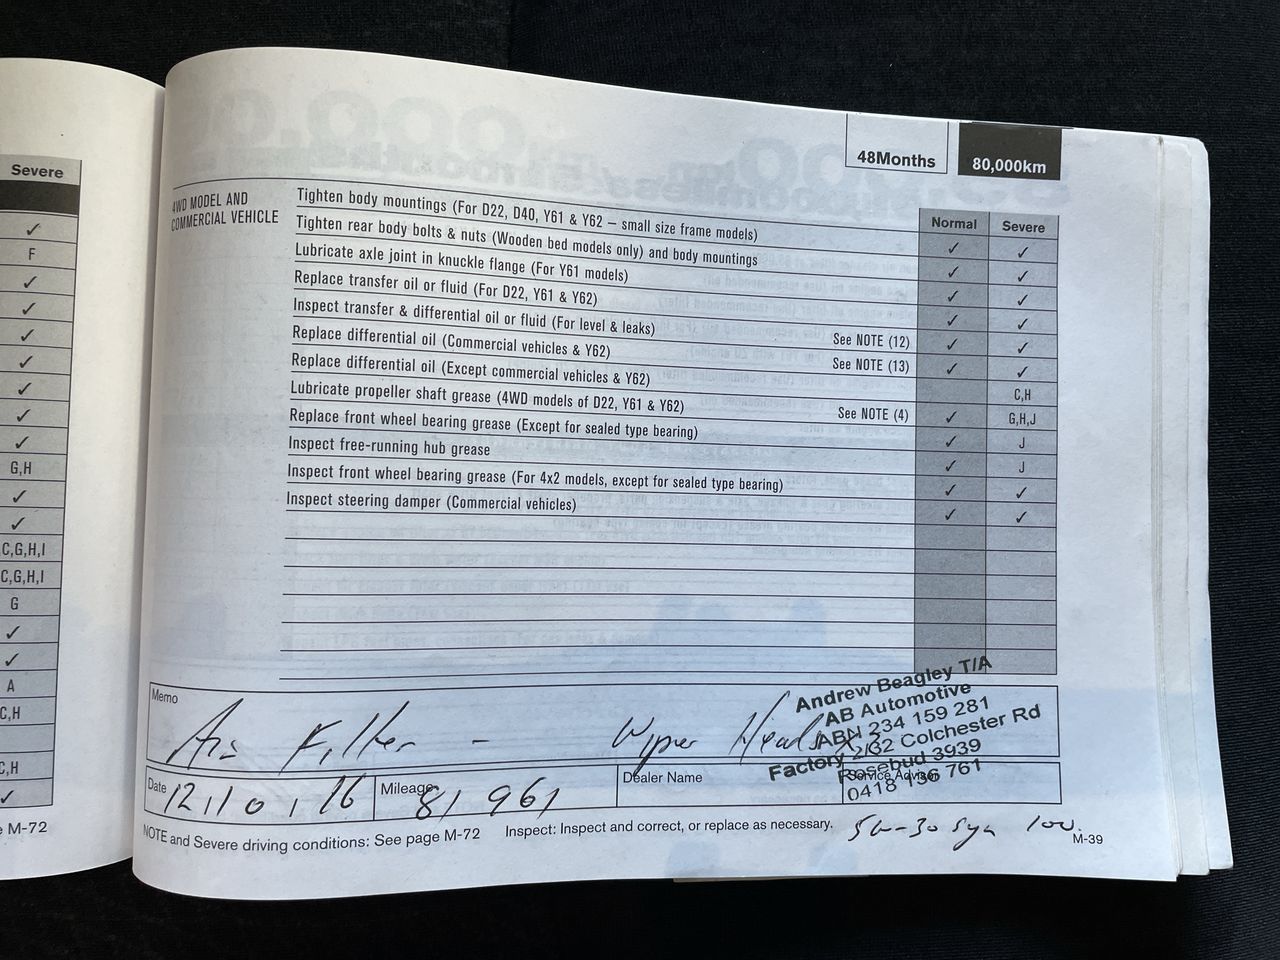 Severe
✓
F
✓
✓
✓
✓
✓
✓
✓
G,H
✓
✓
C,G,H,I
C,G,H,I
G
✓
✓
A
C,H
C,H
✓
M-72
48Months
80,000km
4WD MODEL AND
COMMERCIAL VEHICLE
Normal Severe
Tighten body mountings (For D22, D40, Y61 & Y62 – small size frame models) ✓ ✓
Tighten rear body bolts & nuts (Wooden bed models only) and body mountings ✓ ✓
Lubricate axle joint in knuckle flange (For Y61 models) ✓ ✓
Replace transfer oil or fluid (For D22, Y61 & Y62) ✓ ✓
Inspect transfer & differential oil or fluid (For level & leaks) See NOTE (12) ✓ ✓
Replace differential oil (Commercial vehicles & Y62) See NOTE (13) ✓ ✓
Replace differential oil (Except commercial vehicles & Y62) C,H
Lubricate propeller shaft grease (4WD models of D22, Y61 & Y62) See NOTE (4) ✓ G,H,J
Replace front wheel bearing grease (Except for sealed type bearing) ✓ J
Inspect free-running hub grease ✓ J
Inspect front wheel bearing grease (For 4x2 models, except for sealed type bearing) ✓ ✓
Inspect steering damper (Commercial vehicles) ✓ ✓
Memo
Air Filter - Wiper Heads
Andrew Beagley T/A
AB Automotive
ABN 234 159 281
Factory 2/32 Colchester Rd
Rosebud 3939
0418 136 761
Date 12/10/16 Mileage 81961 Dealer Name Service Advisor
NOTE and Severe driving conditions: See page M-72 Inspect: Inspect and correct, or replace as necessary.
5w-30 syn
M-39